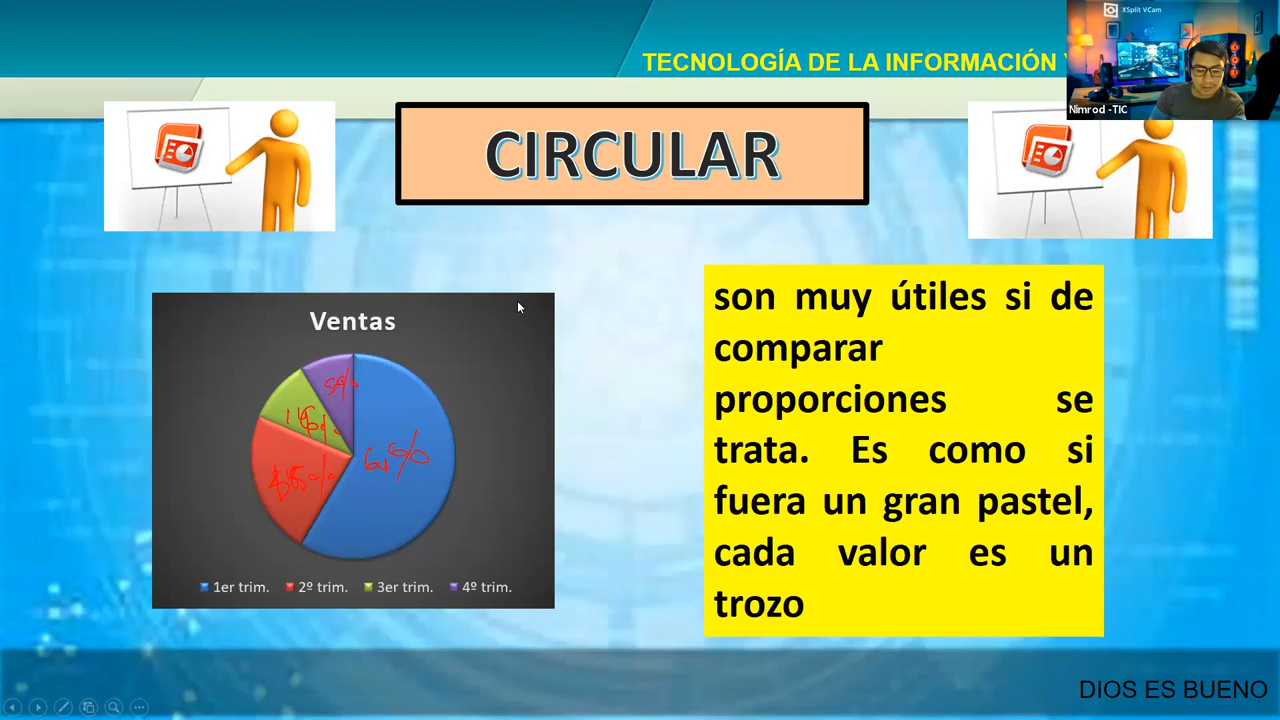 XSplit VCam
TECNOLOGÍA DE LA INFORMACIÓN
Nimrod -TIC
CIRCULAR
Ventas
1er trim. 2º trim. 3er trim. 4º trim.
son muy útiles si de
comparar
proporciones se
trata. Es como si
fuera un gran pastel,
cada valor es un
trozo
DIOS ES BUENO